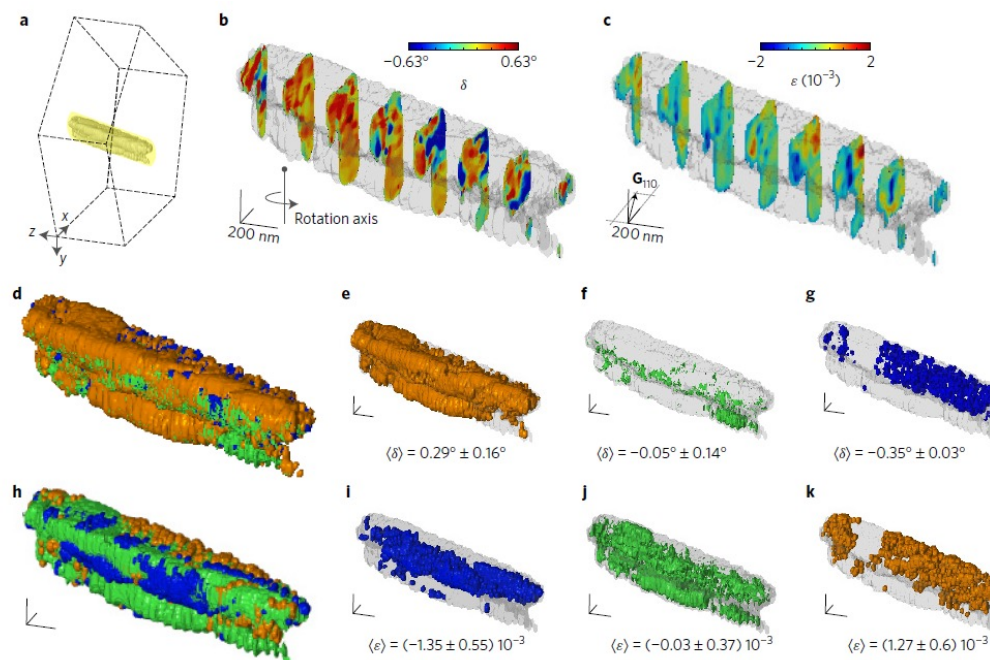 a
b
c
−0.63° 0.63°
δ
−2 2
ε (10⁻³)
x
z
y
Rotation axis
200 nm
G₁₁₀
200 nm
d
e
f
g
⟨δ⟩ = 0.29° ± 0.16°
⟨δ⟩ = −0.05° ± 0.14°
⟨δ⟩ = −0.35° ± 0.03°
h
i
j
k
⟨ε⟩ = (−1.35 ± 0.55) 10⁻³
⟨ε⟩ = (−0.03 ± 0.37) 10⁻³
⟨ε⟩ = (1.27 ± 0.6) 10⁻³